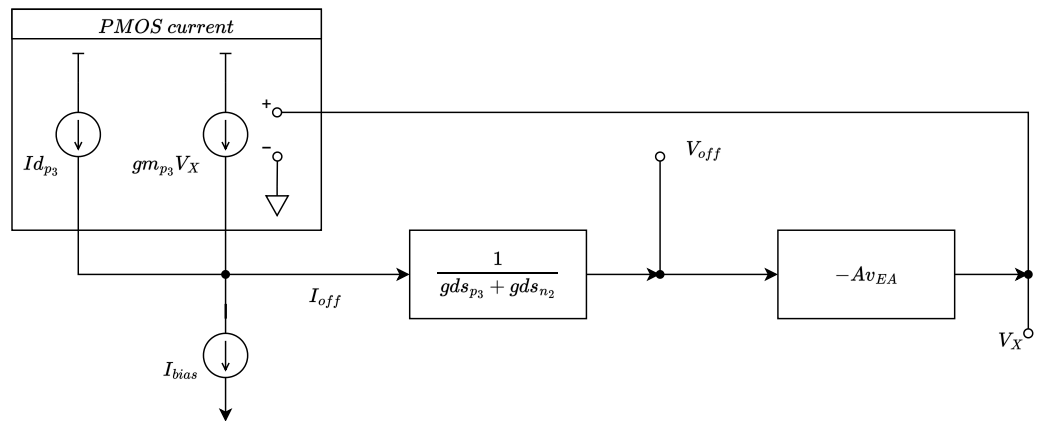 PMOS current
+
−
Id_{p_3}
gm_{p_3}V_X
V_{off}
1
gds_{p_3} + gds_{n_2}
−Av_{EA}
I_{off}
V_X
I_{bias}